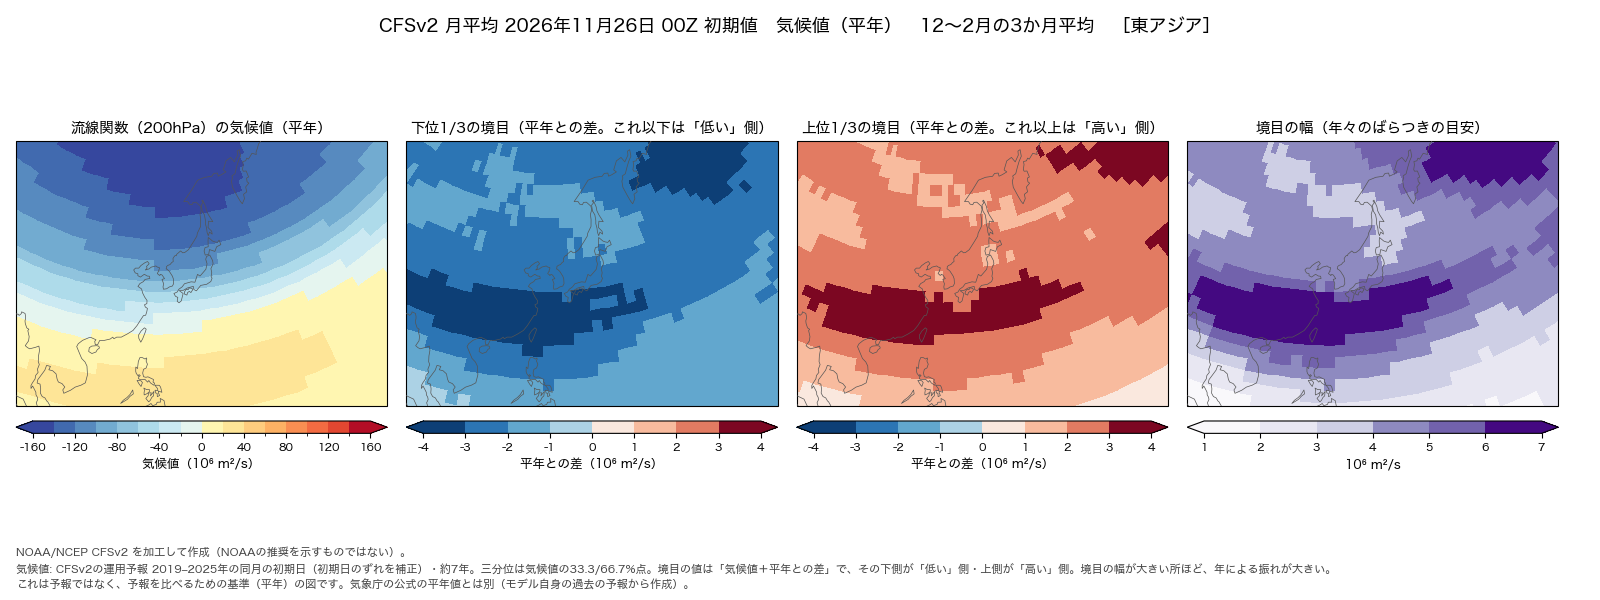 CFSv2 月平均 2026年11月26日 00Z 初期値　気候値（平年）　12〜2月の3か月平均　［東アジア］
流線関数（200hPa）の気候値（平年）
下位1/3の境目（平年との差。これ以下は「低い」側）
上位1/3の境目（平年との差。これ以上は「高い」側）
境目の幅（年々のばらつきの目安）
-160 -120 -80 -40 0 40 80 120 160
気候値（10⁶ m²/s）
-4 -3 -2 -1 0 1 2 3 4
平年との差（10⁶ m²/s）
-4 -3 -2 -1 0 1 2 3 4
平年との差（10⁶ m²/s）
1 2 3 4 5 6 7
10⁶ m²/s
NOAA/NCEP CFSv2 を加工して作成（NOAAの推奨を示すものではない）。
気候値: CFSv2の運用予報 2019–2025年の同月の初期日（初期日のずれを補正）・約7年。三分位は気候値の33.3/66.7%点。境目の値は「気候値＋平年との差」で、その下側が「低い」側・上側が「高い」側。境目の幅が大きい所ほど、年による振れが大きい。
これは予報ではなく、予報を比べるための基準（平年）の図です。気象庁の公式の平年値とは別（モデル自身の過去の予報から作成）。